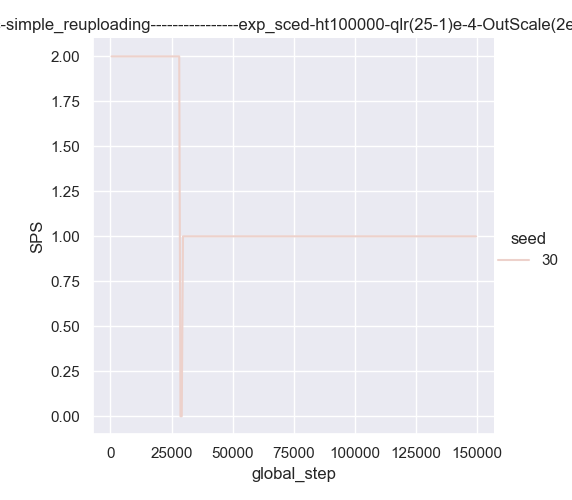 -simple_reuploading----------------exp_sced-ht100000-qlr(25-1)e-4-OutScale(2e
2.00
1.75
1.50
1.25
1.00
0.75
0.50
0.25
0.00
SPS
0 25000 50000 75000 100000 125000 150000
global_step
seed
30